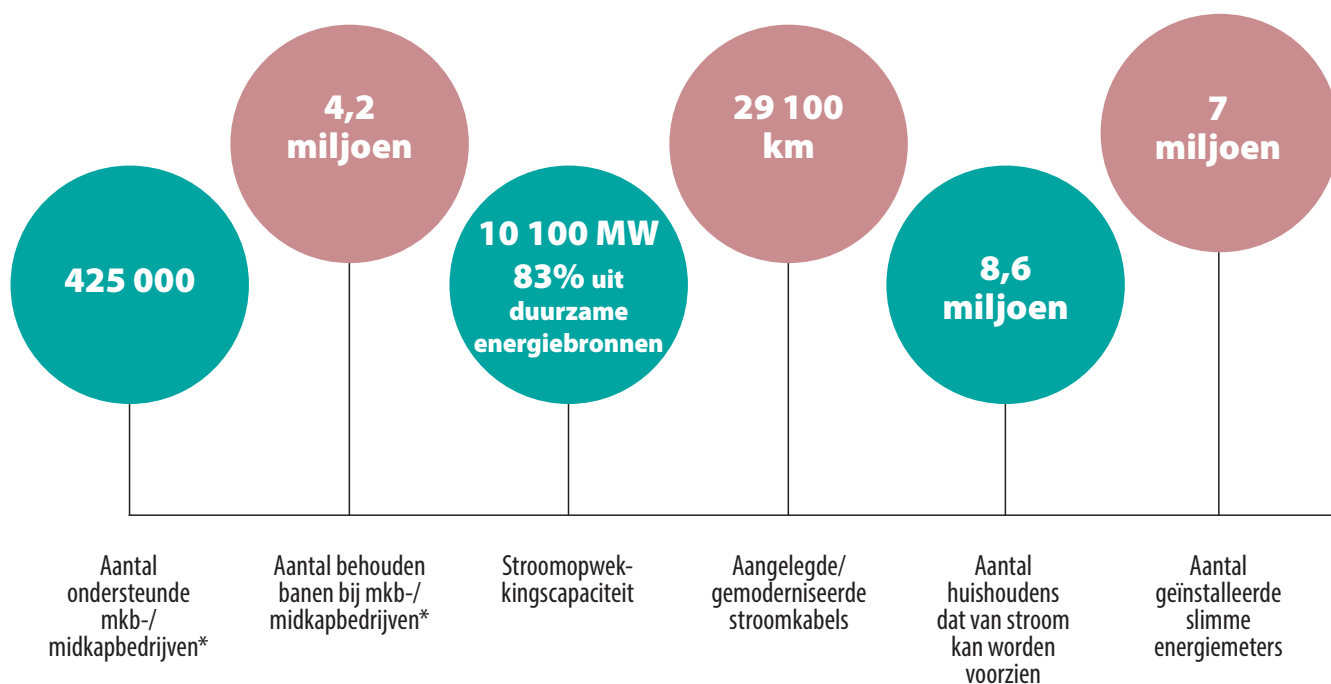 425 000
4,2
miljoen
10 100 MW
83% uit
duurzame
energiebronnen
29 100
km
8,6
miljoen
7
miljoen
Aantal
ondersteunde
mkb-/
midkapbedrijven*
Aantal behouden
banen bij mkb-/
midkapbedrijven*
Stroomopwek-
kingscapaciteit
Aangelegde/
gemoderniseerde
stroomkabels
Aantal
huishoudens
dat van stroom
kan worden
voorzien
Aantal
geïnstalleerde
slimme
energiemeters